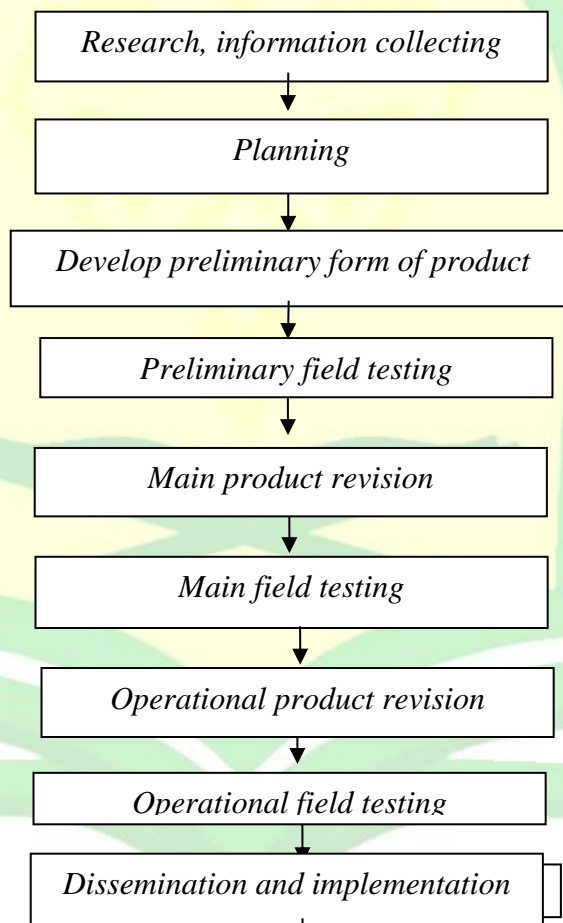 Research, information collecting
Planning
Develop preliminary form of product
Preliminary field testing
Main product revision
Main field testing
Operational product revision
Operational field testing
Dissemination and implementation